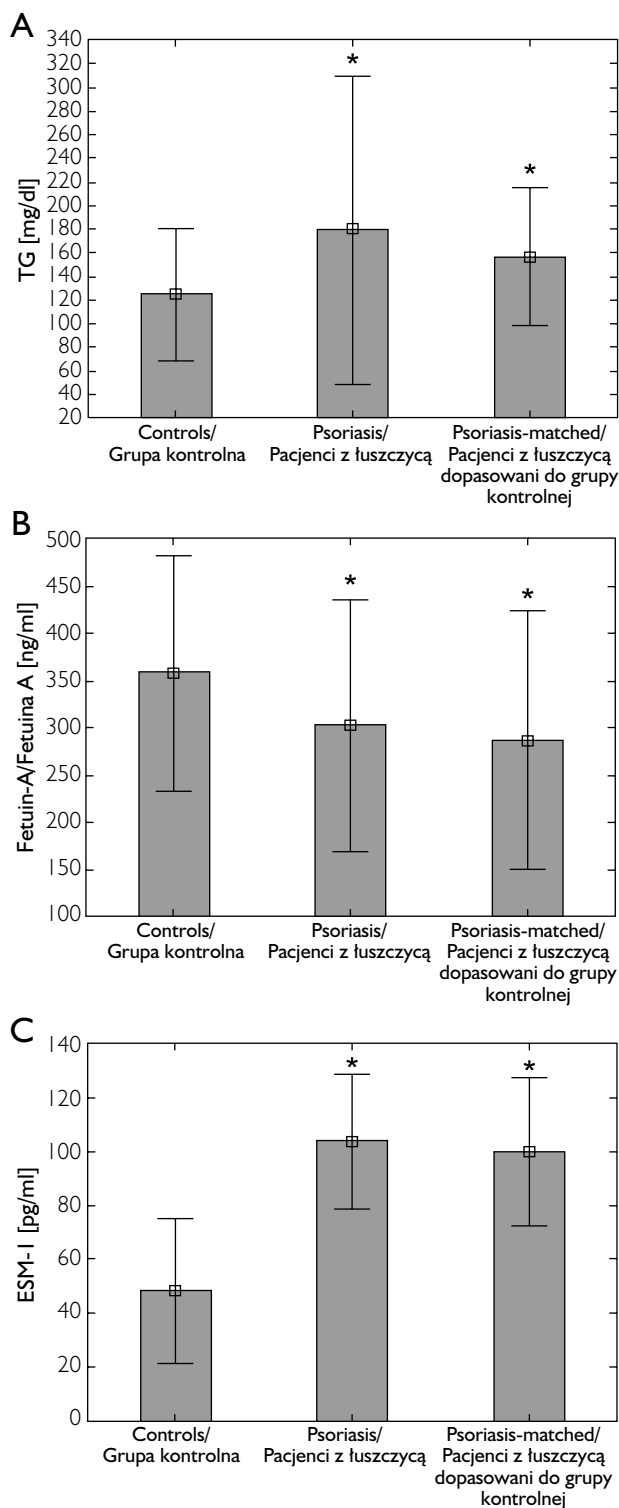 A
TG [mg/dl]
340
320
300
280
260
240
220
200
180
160
140
120
100
80
60
40
20
*
*
Controls/
Grupa kontrolna
Psoriasis/
Pacjenci z łuszczycą
Psoriasis-matched/
Pacjenci z łuszczycą
dopasowani do grupy
kontrolnej
B
Fetuin-A/Fetuina A [ng/ml]
500
450
400
350
300
250
200
150
100
*
*
Controls/
Grupa kontrolna
Psoriasis/
Pacjenci z łuszczycą
Psoriasis-matched/
Pacjenci z łuszczycą
dopasowani do grupy
kontrolnej
C
ESM-1 [pg/ml]
140
120
100
80
60
40
20
0
*
*
Controls/
Grupa kontrolna
Psoriasis/
Pacjenci z łuszczycą
Psoriasis-matched/
Pacjenci z łuszczycą
dopasowani do grupy
kontrolnej